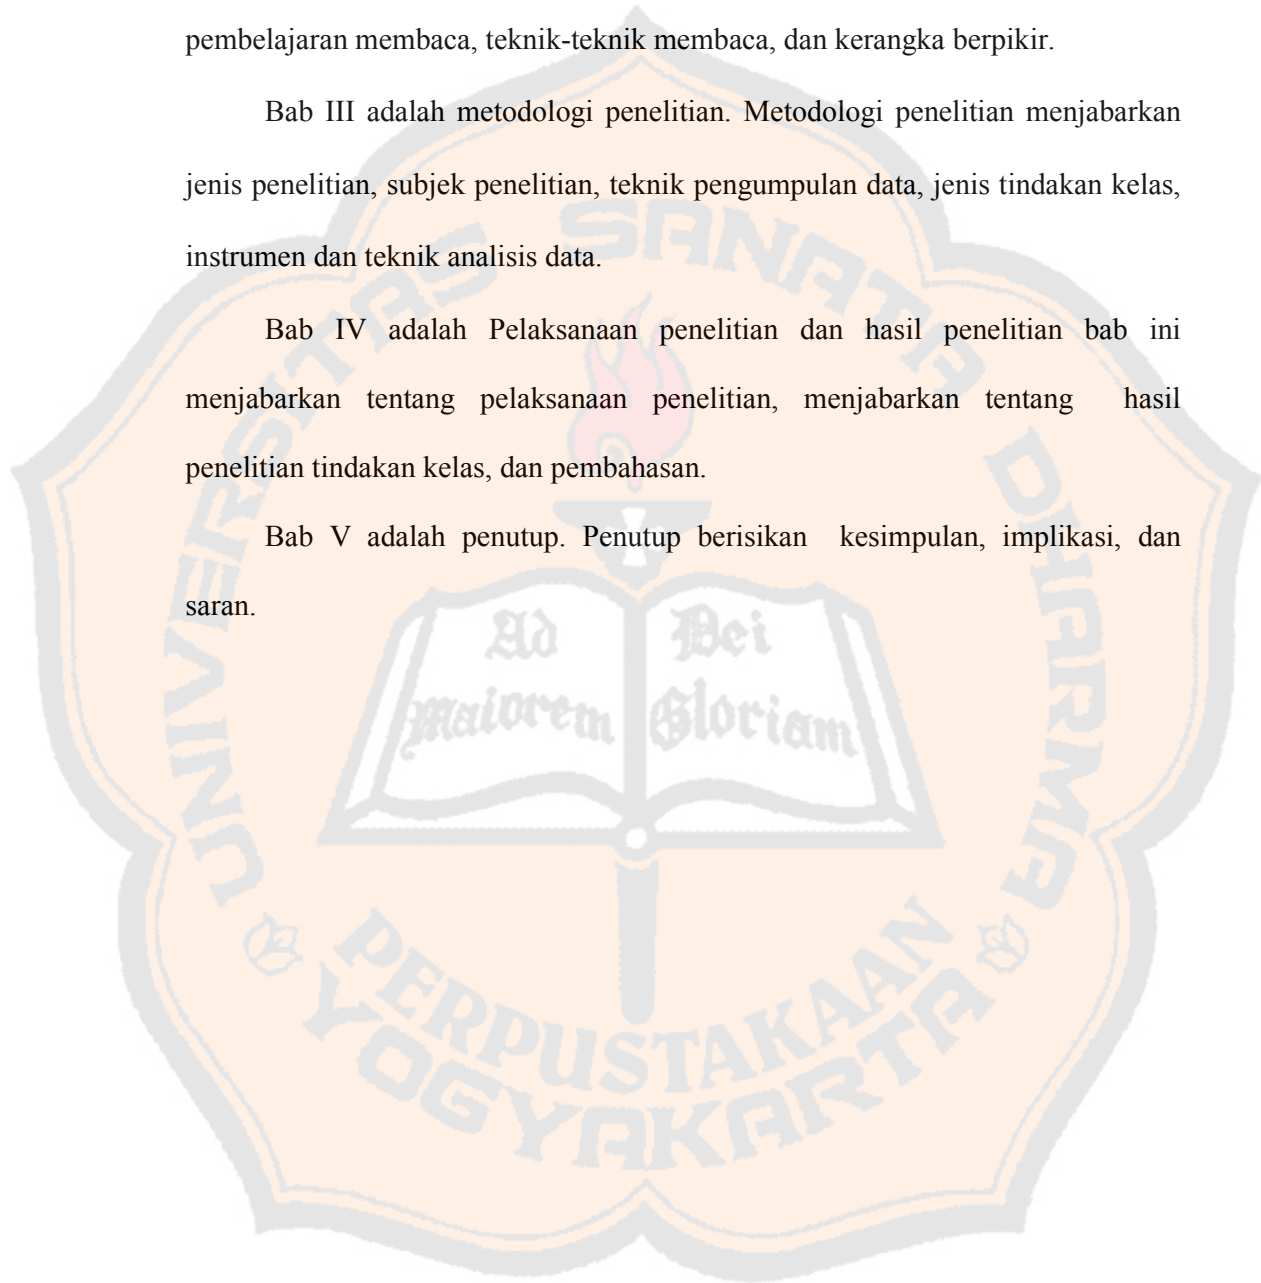 pembelajaran membaca, teknik-teknik membaca, dan kerangka berpikir.
Bab III adalah metodologi penelitian. Metodologi penelitian menjabarkan
jenis penelitian, subjek penelitian, teknik pengumpulan data, jenis tindakan kelas,
instrumen dan teknik analisis data.
Bab IV adalah Pelaksanaan penelitian dan hasil penelitian bab ini
menjabarkan tentang pelaksanaan penelitian, menjabarkan tentang hasil
penelitian tindakan kelas, dan pembahasan.
Bab V adalah penutup. Penutup berisikan kesimpulan, implikasi, dan
saran.
UNIVERSITAS SANATA DHARMA
Ad
maiorem
Dei
Gloriam
PERPUSTAKAAN
YOGYAKARTA